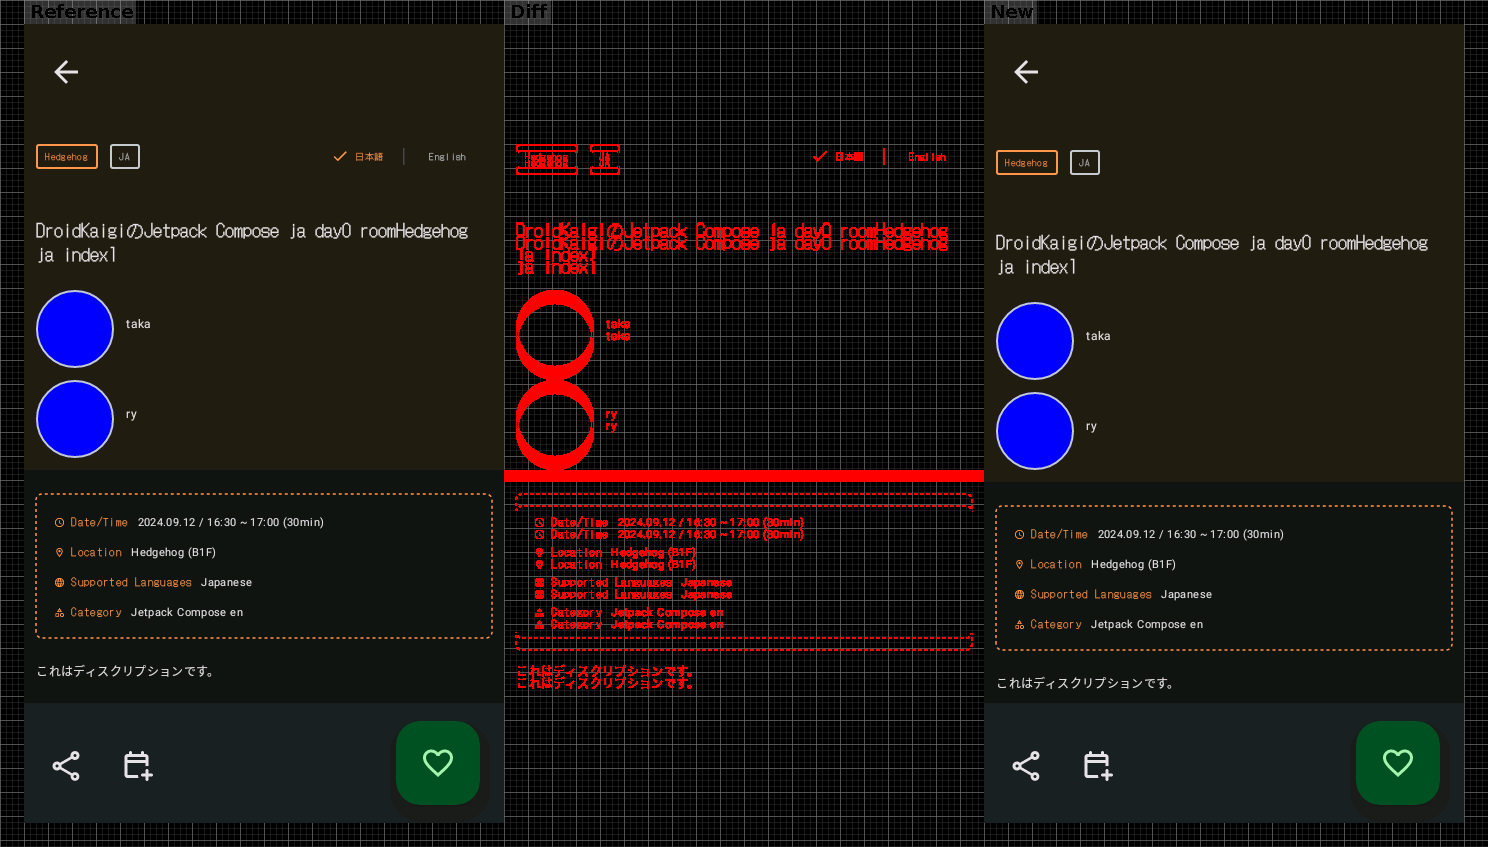 Reference
Hedgehog JA 日本語 English
DroidKaigiのJetpack Compose ja day0 roomHedgehog
ja index1
taka
ry
Date/Time 2024.09.12 / 16:30 ~ 17:00 (30min)
Location Hedgehog (B1F)
Supported Languages Japanese
Category Jetpack Compose en
これはディスクリプションです。
Diff
Hedgehog JA 日本語 English
DroidKaigiのJetpack Compose ja day0 roomHedgehog
DroidKaigiのJetpack Compose ja day0 roomHedgehog
ja index1
ja index1
taka
taka
ry
ry
Date/Time 2024.09.12 / 16:30 ~ 17:00 (30min)
Date/Time 2024.09.12 / 16:30 ~ 17:00 (30min)
Location Hedgehog (B1F)
Location Hedgehog (B1F)
Supported Languages Japanese
Supported Languages Japanese
Category Jetpack Compose en
Category Jetpack Compose en
これはディスクリプションです。
これはディスクリプションです。
New
Hedgehog JA
DroidKaigiのJetpack Compose ja day0 roomHedgehog
ja index1
taka
ry
Date/Time 2024.09.12 / 16:30 ~ 17:00 (30min)
Location Hedgehog (B1F)
Supported Languages Japanese
Category Jetpack Compose en
これはディスクリプションです。